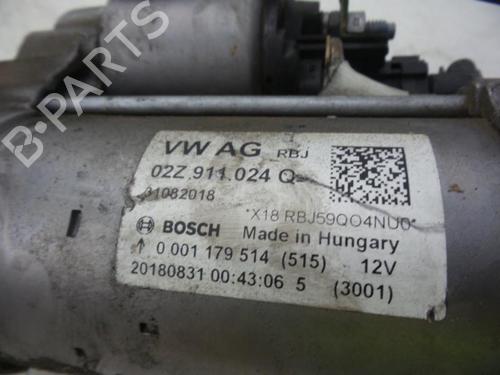 VW AG RBJ
02Z.911.024 Q
31082018
*X18 RBJ59QO4NU0*
BOSCH Made in Hungary
↑ 0 001 179 514 (515) 12V
20180831 00:43:06 5 (3001)
B-PARTS